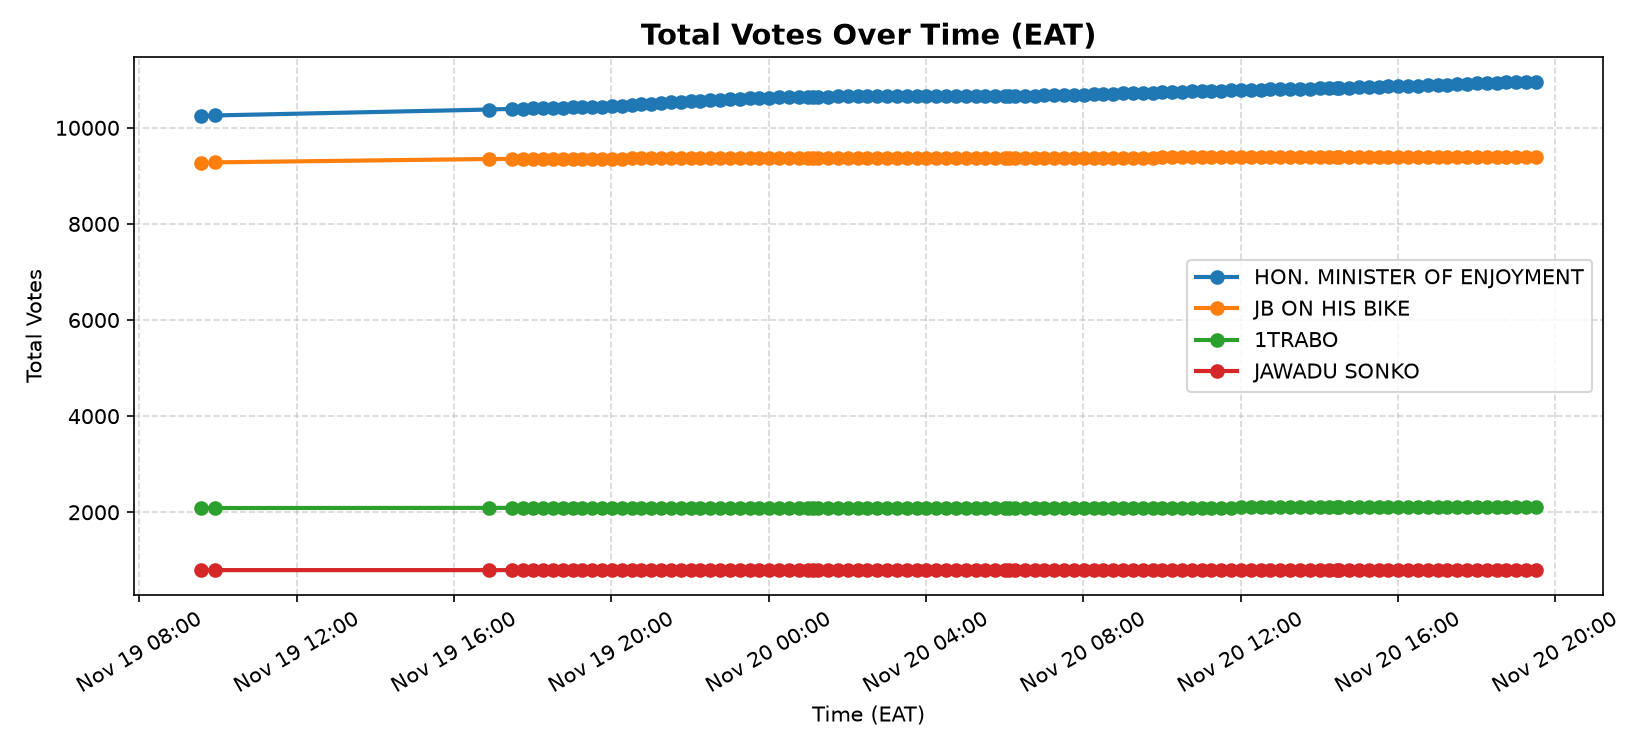 Total Votes Over Time (EAT)
Total Votes
10000
8000
6000
4000
2000
HON. MINISTER OF ENJOYMENT
JB ON HIS BIKE
1TRABO
JAWADU SONKO
Nov 19 08:00
Nov 19 12:00
Nov 19 16:00
Nov 19 20:00
Nov 20 00:00
Nov 20 04:00
Nov 20 08:00
Nov 20 12:00
Nov 20 16:00
Nov 20 20:00
Time (EAT)